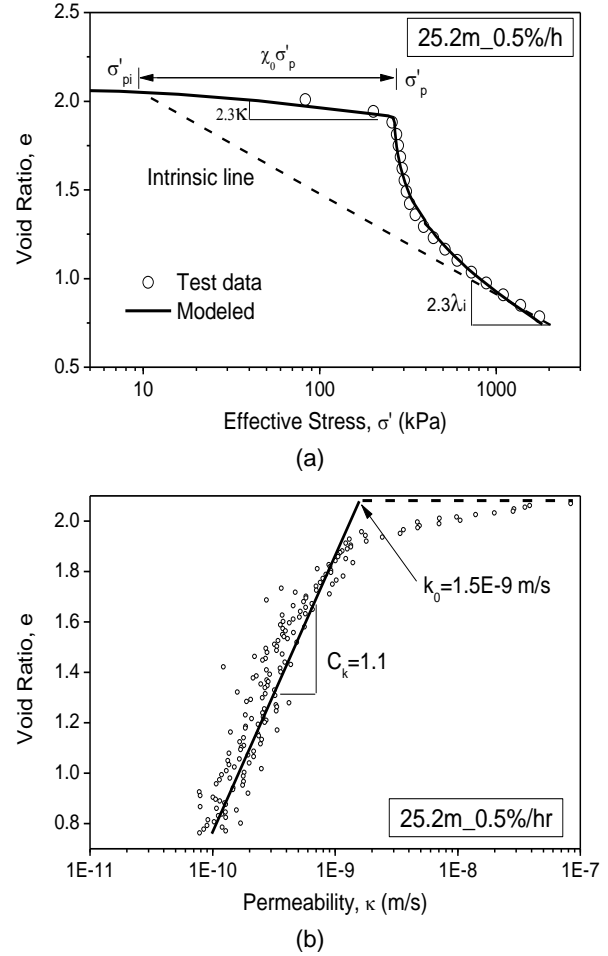 25.2m_0.5%/h
σ'pi
χ₀σ'p
σ'p
2.3κ
Intrinsic line
Test data
Modeled
2.3λi
2.5
2.0
1.5
1.0
0.5
Void Ratio, e
10
100
1000
Effective Stress, σ' (kPa)
(a)
2.0
1.8
1.6
1.4
1.2
1.0
0.8
Void Ratio, e
k₀=1.5E-9 m/s
Cₖ=1.1
25.2m_0.5%/hr
1E-11
1E-10
1E-9
1E-8
1E-7
Permeability, κ (m/s)
(b)